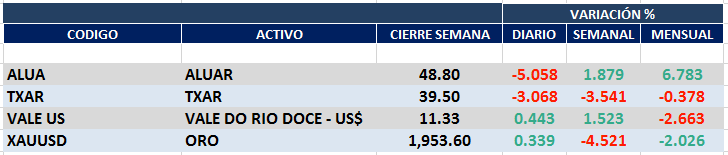 VARIACIÓN %
CODIGO ACTIVO CIERRE SEMANA DIARIO SEMANAL MENSUAL
ALUA ALUAR 48.80 -5.058 1.879 6.783
TXAR TXAR 39.50 -3.068 -3.541 -0.378
VALE US VALE DO RIO DOCE - US$ 11.33 0.443 1.523 -2.663
XAUUSD ORO 1,953.60 0.339 -4.521 -2.026